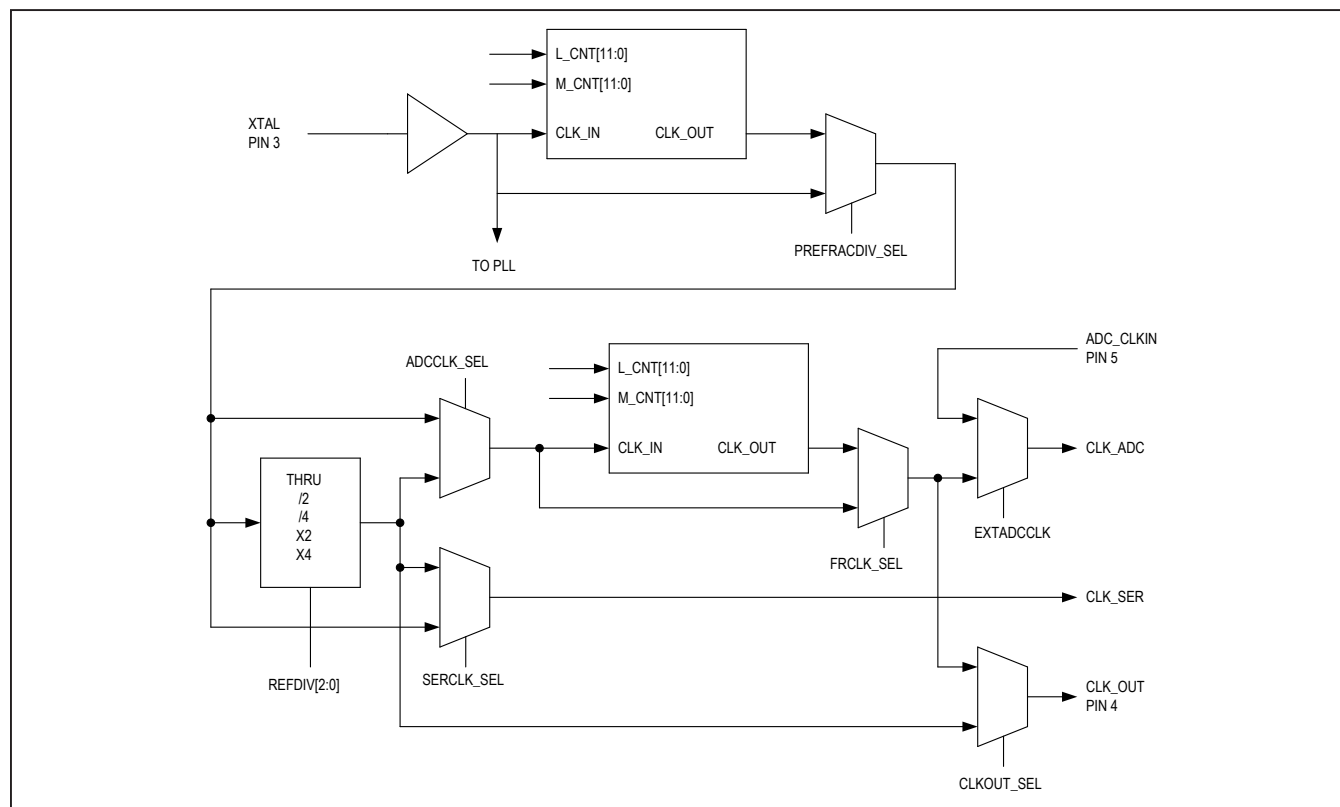 L_CNT[11:0]
M_CNT[11:0]
XTAL
PIN 3
CLK_IN
CLK_OUT
PREFRACDIV_SEL
TO PLL
ADC_CLKIN
PIN 5
ADCCLK_SEL
L_CNT[11:0]
M_CNT[11:0]
CLK_IN
CLK_OUT
CLK_ADC
THRU
/2
/4
X2
X4
EXTADCCLK
FRCLK_SEL
CLK_SER
REFDIV[2:0]
SERCLK_SEL
CLK_OUT
PIN 4
CLKOUT_SEL